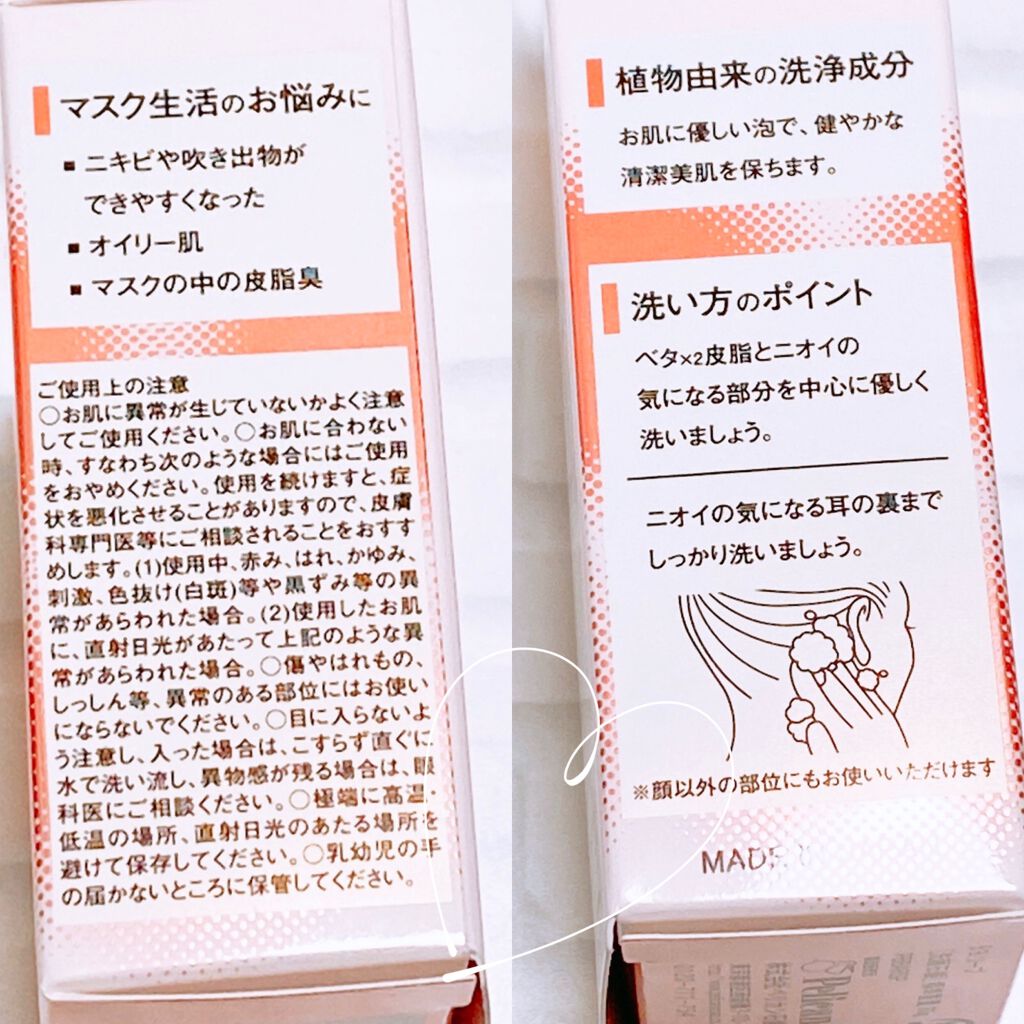 マスク生活のお悩みに
■ ニキビや吹き出物が
できやすくなった
■ オイリー肌
■ マスクの中の皮脂臭
ご使用上の注意
○お肌に異常が生じていないかよく注意
してご使用ください。○お肌に合わない
時、すなわち次のような場合にはご使用
をおやめください。使用を続けますと、症
状を悪化させることがありますので、皮膚
科専門医等にご相談されることをおすす
めします。(1)使用中、赤み、はれ、かゆみ、
刺激、色抜け(白斑)等や黒ずみ等の異
常があらわれた場合。(2)使用したお肌
に、直射日光があたって上記のような異
常があらわれた場合。○傷やはれもの、
しっしん等、異常のある部位にはお使い
にならないでください。○目に入らないよ
う注意し、入った場合は、こすらず直ぐに
水で洗い流し、異物感が残る場合は、眼
科医にご相談ください。○極端に高温・
低温の場所、直射日光のあたる場所を
避けて保存してください。○乳幼児の手
の届かないところに保管してください。
植物由来の洗浄成分
お肌に優しい泡で、健やかな
清潔美肌を保ちます。
洗い方のポイント
ベタ×2皮脂とニオイの
気になる部分を中心に優しく
洗いましょう。
ニオイの気になる耳の裏まで
しっかり洗いましょう。
※顔以外の部位にもお使いいただけます
MADE